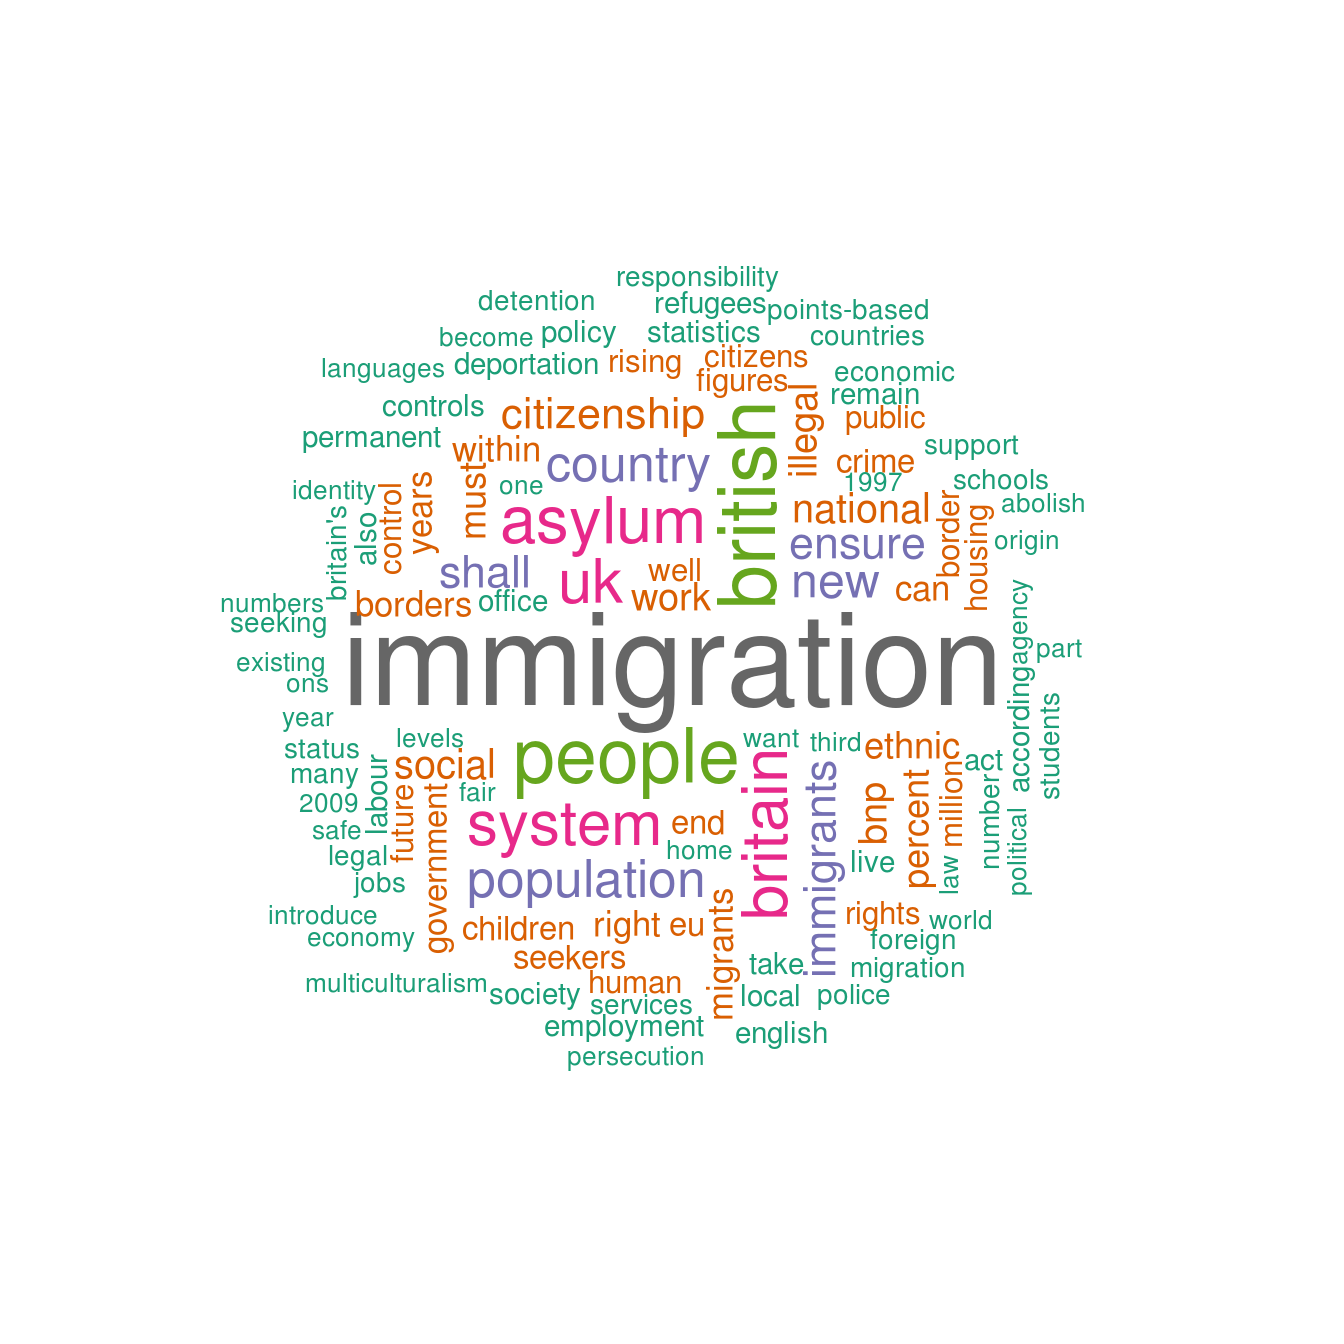 responsibility
detention
refugees
points-based
become
policy
statistics
countries
languages
deportation
rising
citizens
figures
economic
remain
controls
citizenship
british
illegal
public
permanent
within
country
must
crime
support
identity
one
1997
schools
britain's
also
control
years
asylum
national
border
housing
abolish
origin
ensure
shall
uk
well
new
numbers
borders
office
work
can
seeking
immigration
agency
part
existing
ons
according
year
students
status
levels
people
want
third
ethnic
act
many
labour
social
britain
immigrants
2009
future
government
fair
bnp
percent
million
number
safe
system
end
political
legal
home
live
law
jobs
population
introduce
children
right
eu
migrants
rights
world
economy
seekers
foreign
multiculturalism
human
take
migration
society
services
local
police
employment
english
persecution